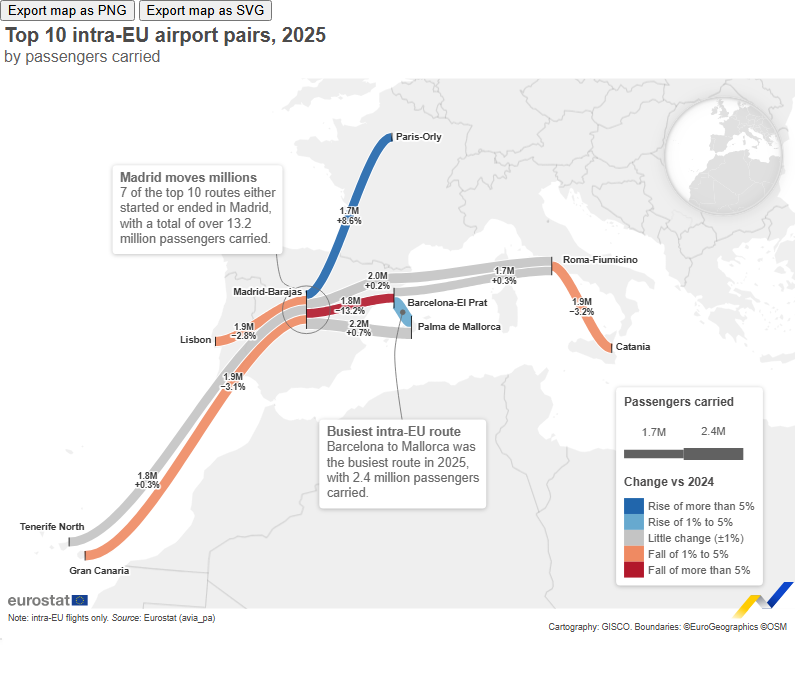 Export map as PNG
Export map as SVG
Top 10 intra-EU airport pairs, 2025
by passengers carried
Paris-Orly
Madrid moves millions
7 of the top 10 routes either
started or ended in Madrid,
with a total of over 13.2
million passengers carried.
1.7M
+8.6%
Roma-Fiumicino
2.0M
+0.2%
1.7M
+0.3%
Madrid-Barajas
1.8M
−13.2%
Barcelona-El Prat
1.9M
−3.2%
Lisbon
1.9M
−2.8%
2.2M
+0.7%
Palma de Mallorca
Catania
1.9M
−3.1%
Busiest intra-EU route
Barcelona to Mallorca was
the busiest route in 2025,
with 2.4 million passengers
carried.
1.8M
+0.3%
Tenerife North
Gran Canaria
Passengers carried
1.7M
2.4M
Change vs 2024
Rise of more than 5%
Rise of 1% to 5%
Little change (±1%)
Fall of 1% to 5%
Fall of more than 5%
eurostat
Note: intra-EU flights only. Source: Eurostat (avia_pa)
Cartography: GISCO. Boundaries: ©EuroGeographics ©OSM